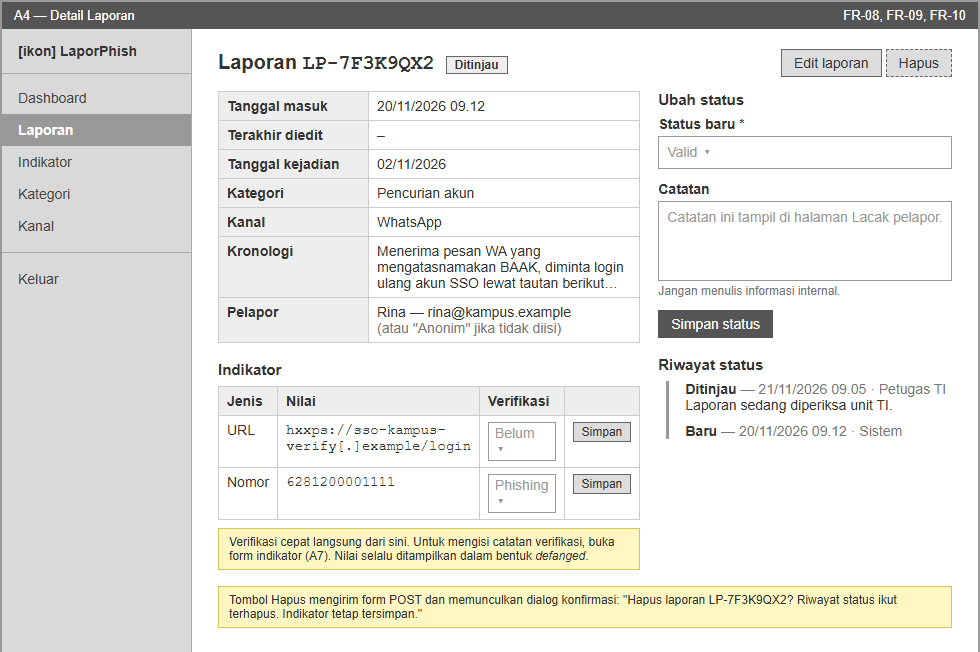 A4 — Detail Laporan
FR-08, FR-09, FR-10
[ikon] LaporPhish
Dashboard
Laporan
Indikator
Kategori
Kanal
Keluar
Laporan LP-7F3K9QX2
Ditinjau
Edit laporan
Hapus
Tanggal masuk 20/11/2026 09.12
Terakhir diedit –
Tanggal kejadian 02/11/2026
Kategori Pencurian akun
Kanal WhatsApp
Kronologi Menerima pesan WA yang
mengatasnamakan BAAK, diminta login
ulang akun SSO lewat tautan berikut…
Pelapor Rina — rina@kampus.example
(atau "Anonim" jika tidak diisi)
Indikator
Jenis Nilai Verifikasi
URL hxxps://sso-kampus-
verify[.]example/login
Belum ▾
Simpan
Nomor 6281200001111
Phishing ▾
Simpan
Verifikasi cepat langsung dari sini. Untuk mengisi catatan verifikasi, buka
form indikator (A7). Nilai selalu ditampilkan dalam bentuk defanged.
Ubah status
Status baru *
Valid ▾
Catatan
Catatan ini tampil di halaman Lacak pelapor.
Jangan menulis informasi internal.
Simpan status
Riwayat status
Ditinjau — 21/11/2026 09.05 · Petugas TI
Laporan sedang diperiksa unit TI.
Baru — 20/11/2026 09.12 · Sistem
Tombol Hapus mengirim form POST dan memunculkan dialog konfirmasi: "Hapus laporan LP-7F3K9QX2? Riwayat status ikut
terhapus. Indikator tetap tersimpan."